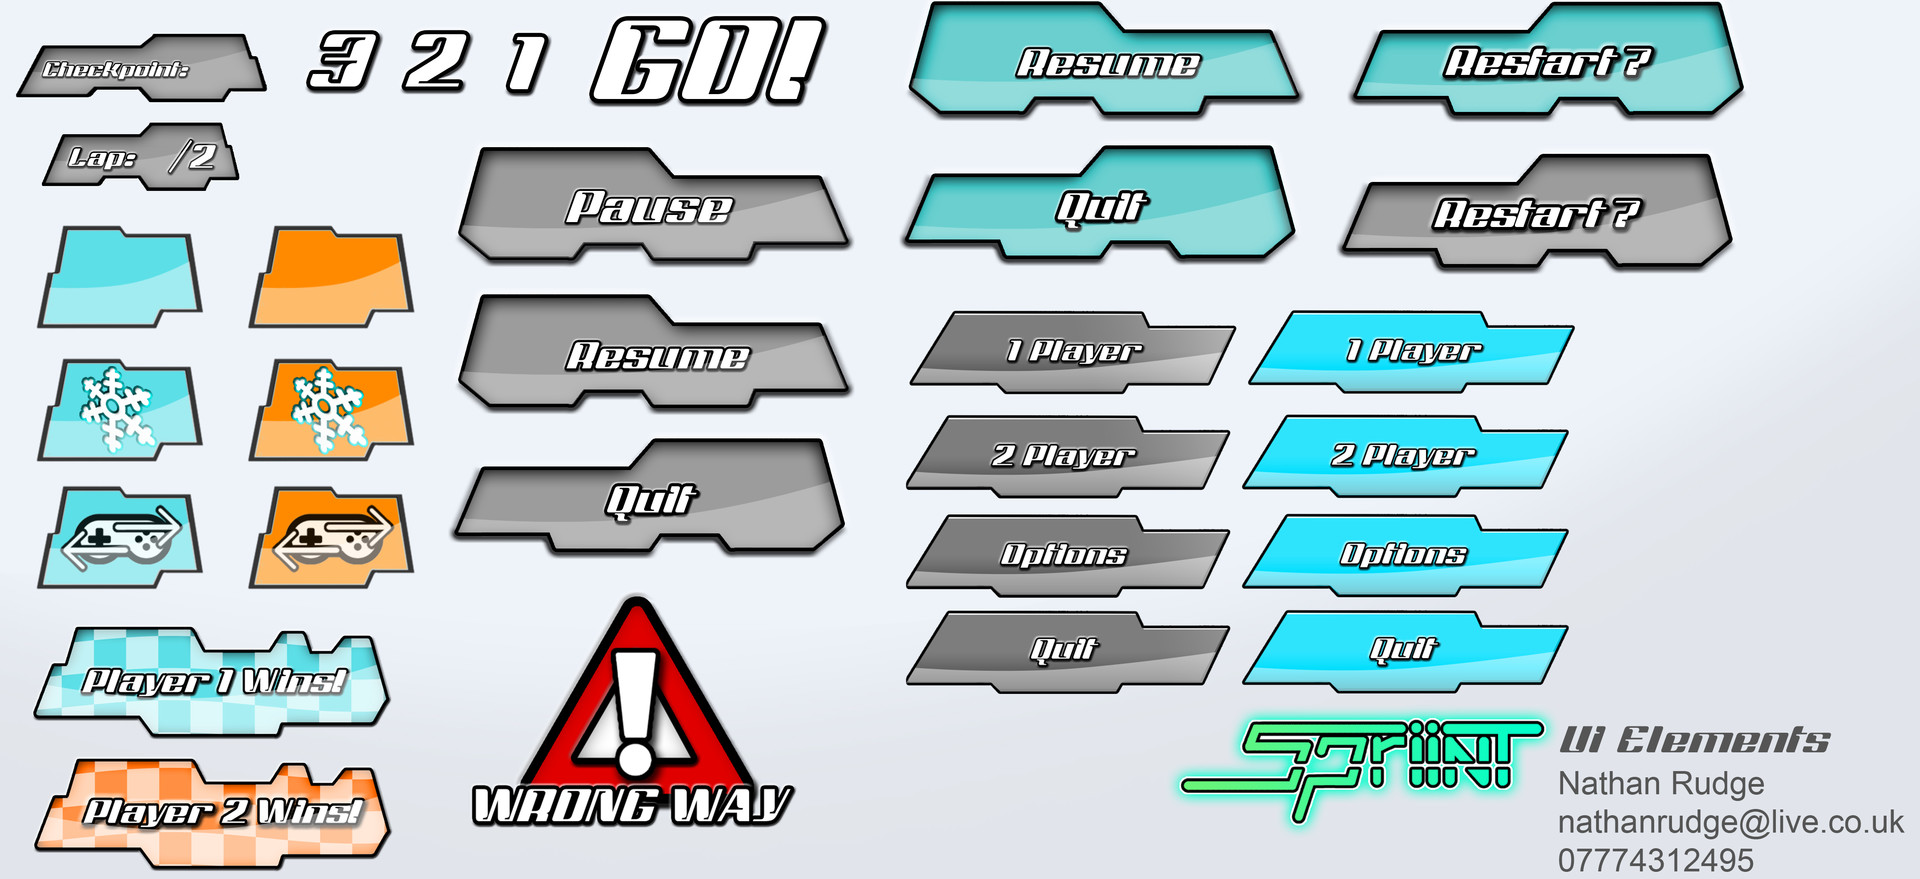 Checkpoint:
3 2 1 GO!
Lap: /2
Resume
Restart ?
Pause
Quit
Restart ?
Resume
Quit
1 Player
1 Player
2 Player
2 Player
Options
Options
Quit
Quit
Player 1 Wins!
Player 2 Wins!
WRONG WAY
SPRiiNT
Ui Elements
Nathan Rudge
nathanrudge@live.co.uk
07774312495